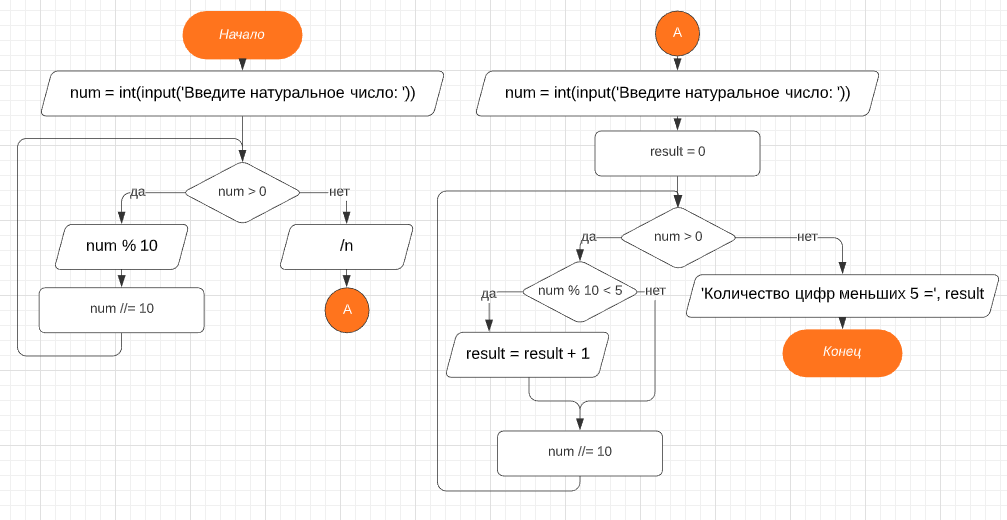 Начало
num = int(input('Введите натуральное число: '))
num > 0
да
нет
num % 10
/n
num //= 10
А
А
num = int(input('Введите натуральное число: '))
result = 0
num > 0
да
нет
num % 10 < 5
да
нет
'Количество цифр меньших 5 =', result
result = result + 1
Конец
num //= 10